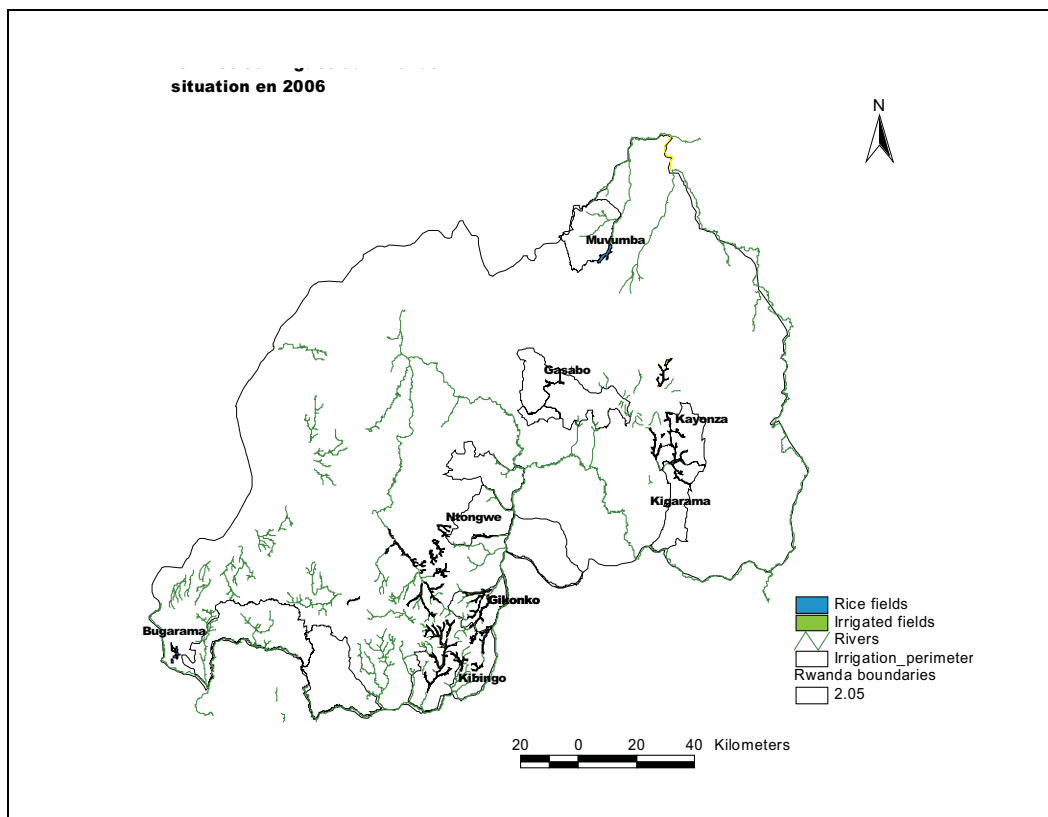 situation en 2006
N
Muvumba
Gasabo
Kayonza
Kigarama
Ntongwe
Gikonko
Bugarama
Kibingo
Rice fields
Irrigated fields
Rivers
Irrigation_perimeter
Rwanda boundaries
2.05
20 0 20 40 Kilometers